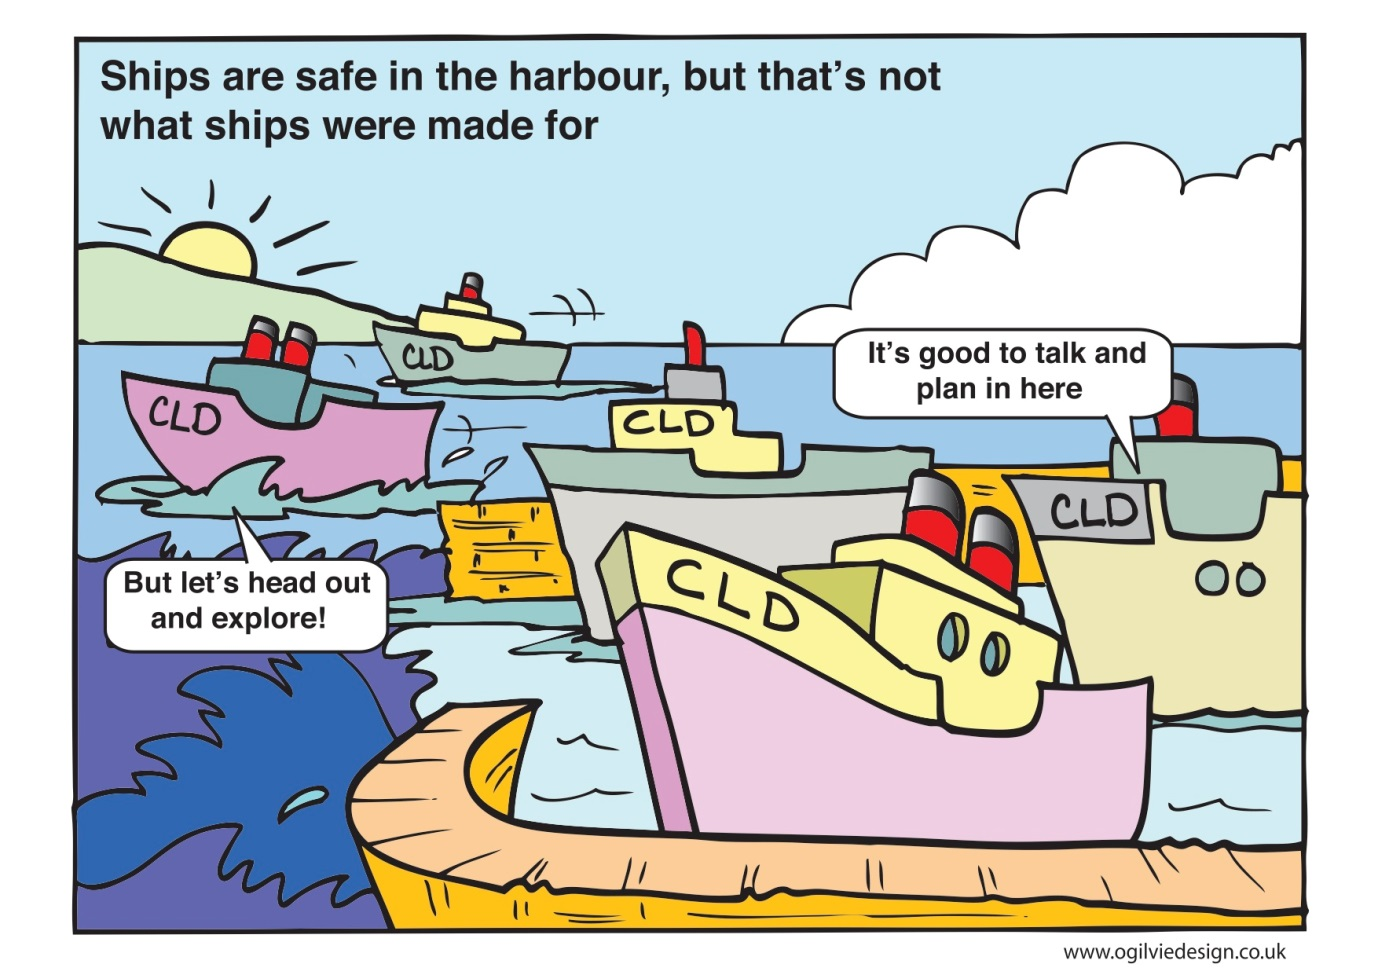 Ships are safe in the harbour, but that’s not
what ships were made for
CLD
CLD
CLD
It’s good to talk and
plan in here
CLD
CLD
But let’s head out
and explore!
www.ogilviedesign.co.uk